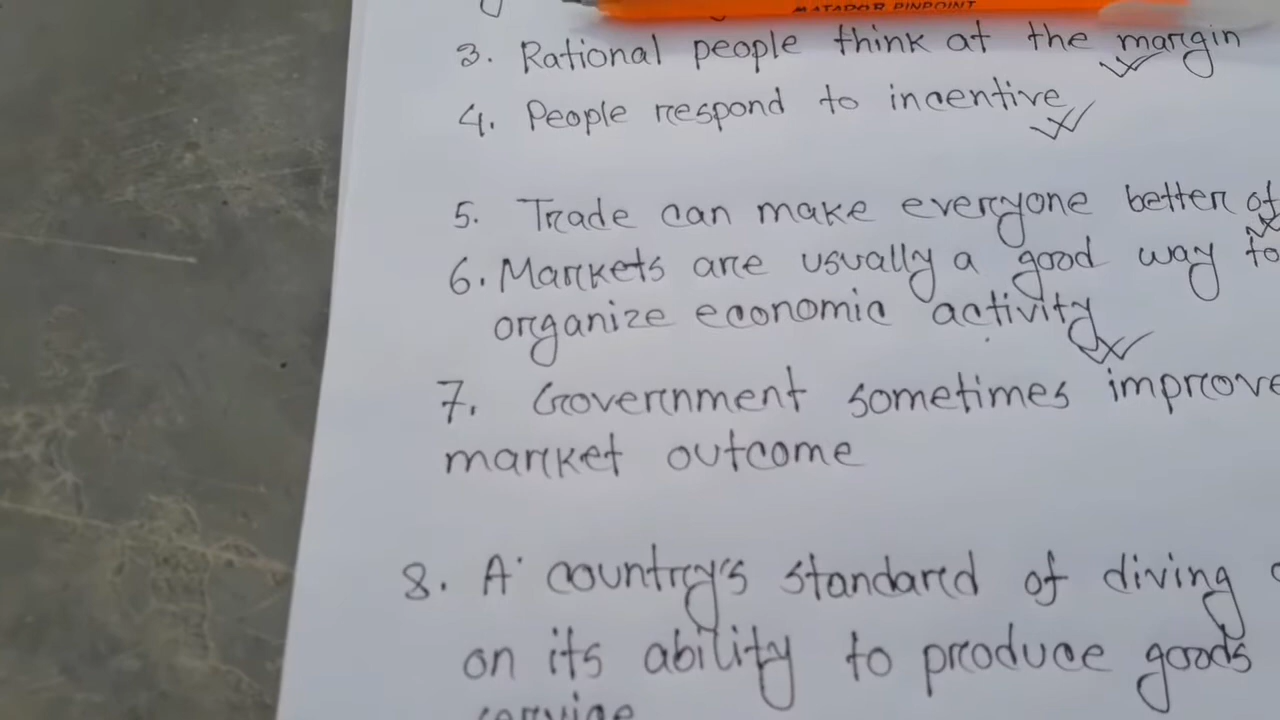 MATADOR PINPOINT
3. Rational people think at the margin
4. People respond to incentive
5. Trade can make everyone better of
6. Markets are usually a good way to
organize economic activity
7. Government sometimes improve
market outcome
8. A country's standard of diving
on its ability to produce goods